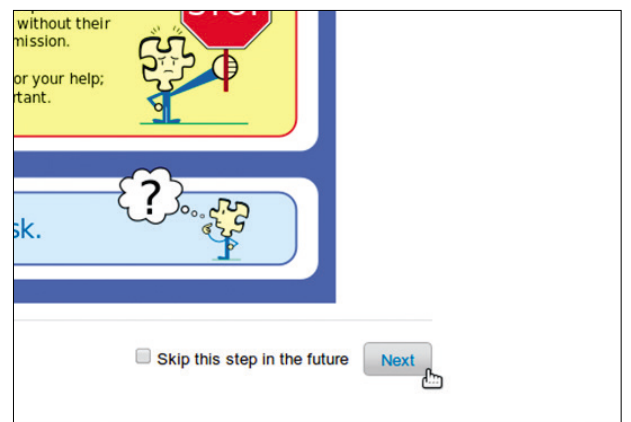 without their
mission.
or your help;
rtant.
?
sk.
Skip this step in the future
Next